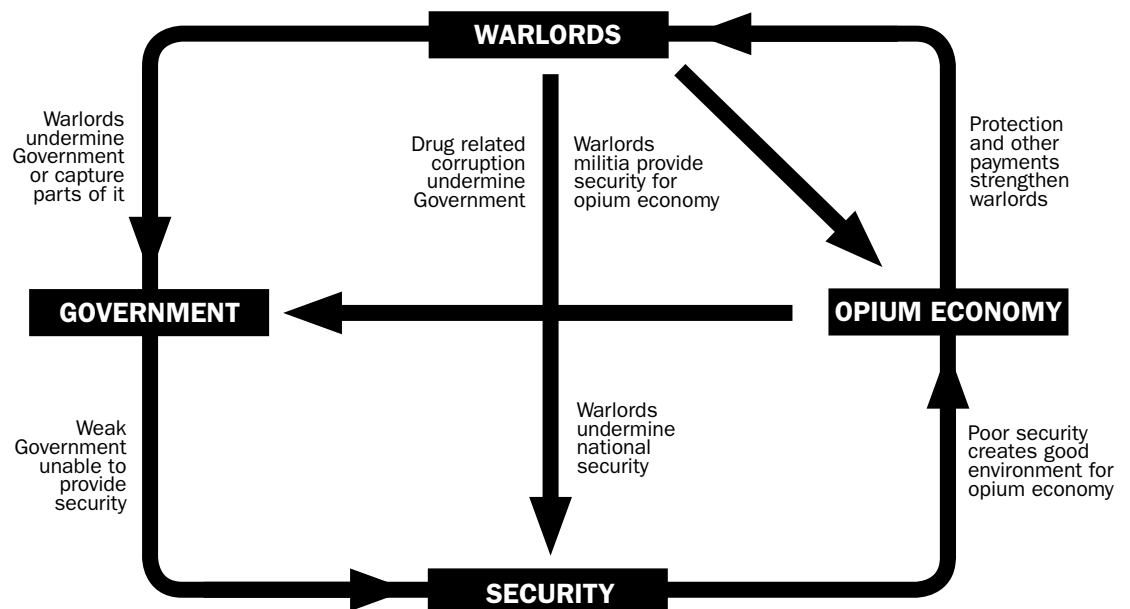 WARLORDS
Warlords
undermine
Government
or capture
parts of it
Drug related
corruption
undermine
Government
Warlords
militia provide
security for
opium economy
Protection
and other
payments
strengthen
warlords
GOVERNMENT
OPIUM ECONOMY
Weak
Government
unable to
provide
security
Warlords
undermine
national
security
Poor security
creates good
environment for
opium economy
SECURITY